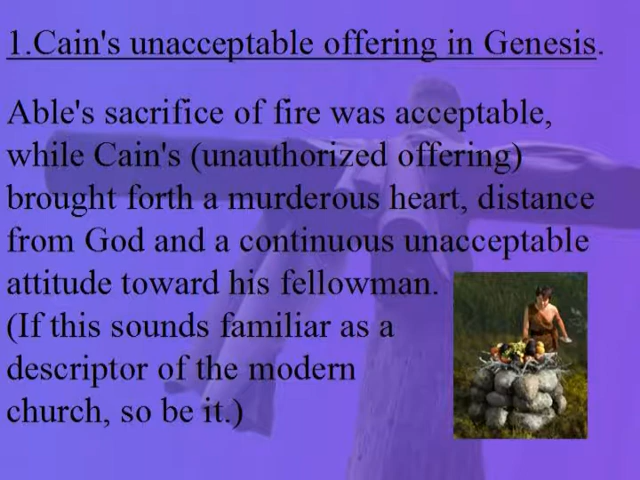 1.Cain's unacceptable offering in Genesis.
Able's sacrifice of fire was acceptable,
while Cain's (unauthorized offering)
brought forth a murderous heart, distance
from God and a continuous unacceptable
attitude toward his fellowman.
(If this sounds familiar as a
descriptor of the modern
church, so be it.)